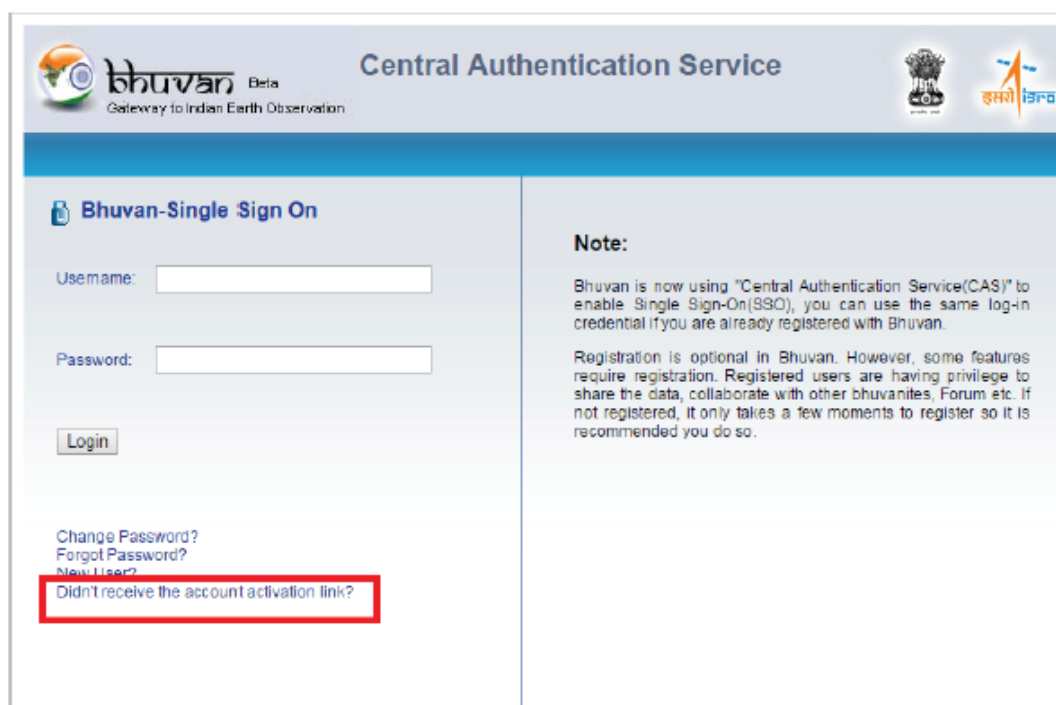 bhuvan Beta
Gateway to Indian Earth Observation
Central Authentication Service
इसरो isro
Bhuvan-Single Sign On
Username:
Password:
Login
Change Password?
Forgot Password?
New User?
Didn't receive the account activation link?
Note:
Bhuvan is now using "Central Authentication Service(CAS)" to
enable Single Sign-On(SSO), you can use the same log-in
credential if you are already registered with Bhuvan.
Registration is optional in Bhuvan. However, some features
require registration. Registered users are having privilege to
share the data, collaborate with other bhuvanites, Forum etc. If
not registered, it only takes a few moments to register so it is
recommended you do so.